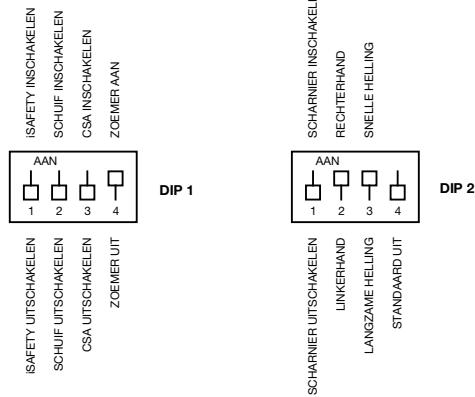 iSAFETY INSCHAKELEN
SCHUIF INSCHAKELEN
CSA INSCHAKELEN
ZOEMER AAN
AAN
1 2 3 4
DIP 1
iSAFETY UITSCHAKELEN
SCHUIF UITSCHAKELEN
CSA UITSCHAKELEN
ZOEMER UIT
SCHARNIER INSCHAKELEN
RECHTERHAND
SNELLE HELLING
AAN
1 2 3 4
DIP 2
SCHARNIER UITSCHAKELEN
LINKERHAND
LANGZAME HELLING
STANDAARD UIT